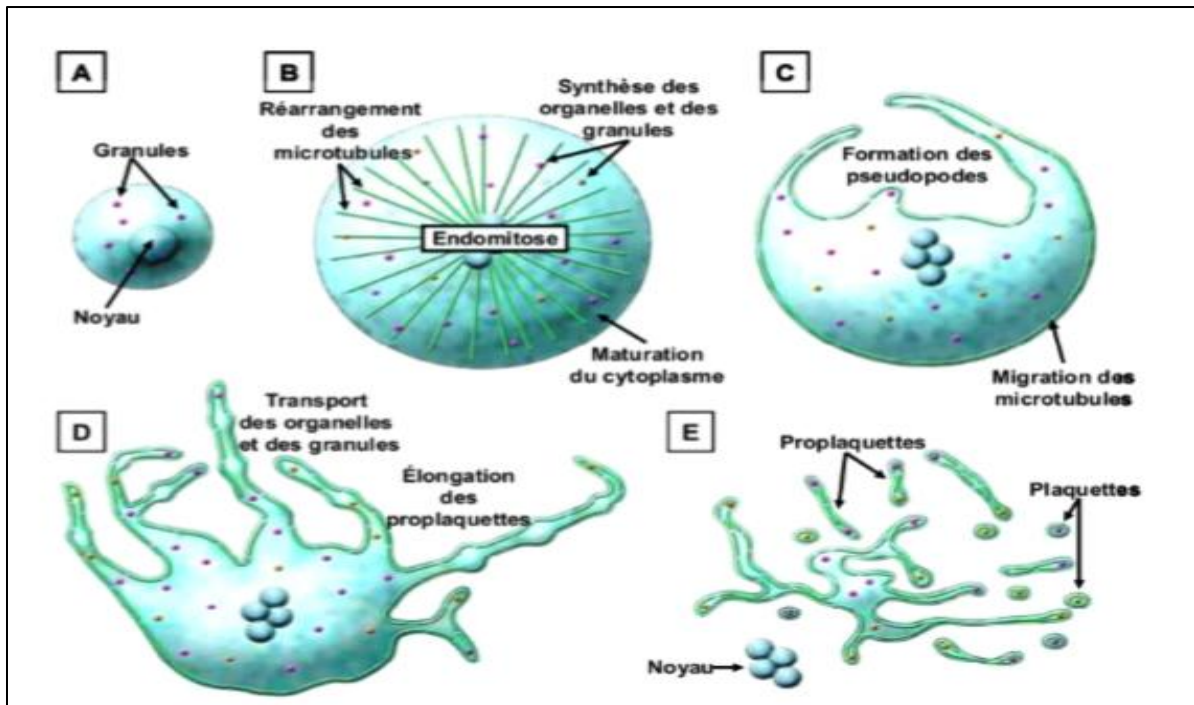 A
Granules
Noyau
B
Réarrangement
des
microtubules
Synthèse des
organelles et des
granules
Endomitose
Maturation
du cytoplasme
C
Formation des
pseudopodes
Migration des
microtubules
D
Transport
des organelles
et des granules
Élongation
des
proplaquettes
E
Proplaquettes
Plaquettes
Noyau